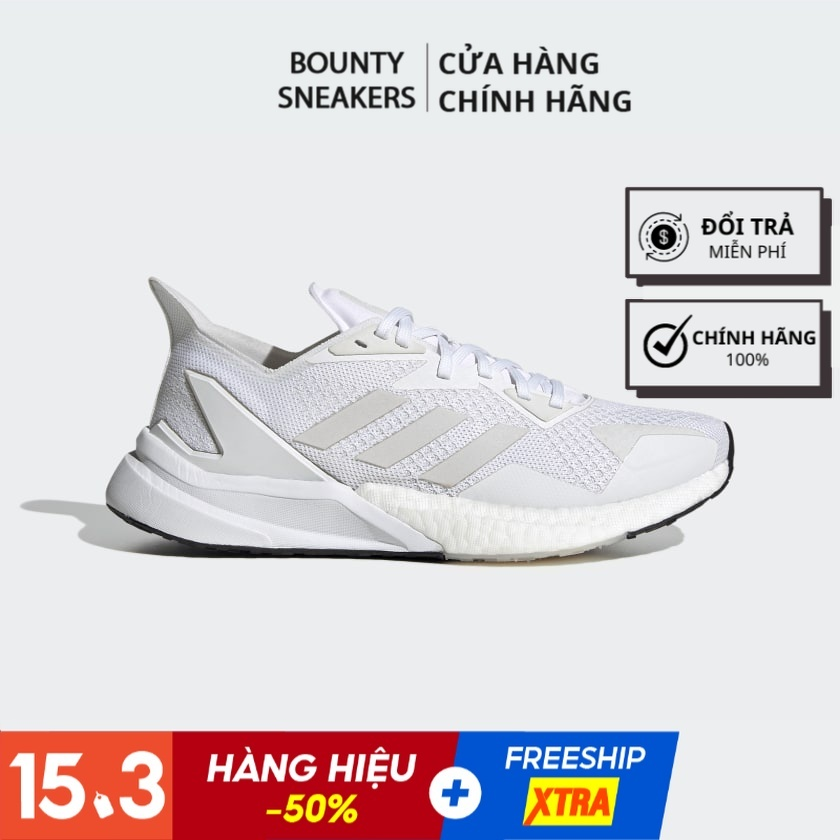 BOUNTY
SNEAKERS
CỬA HÀNG
CHÍNH HÃNG
ĐỔI TRẢ
MIỄN PHÍ
CHÍNH HÃNG
100%
15.3
HÀNG HIỆU
-50%
FREESHIP
XTRA